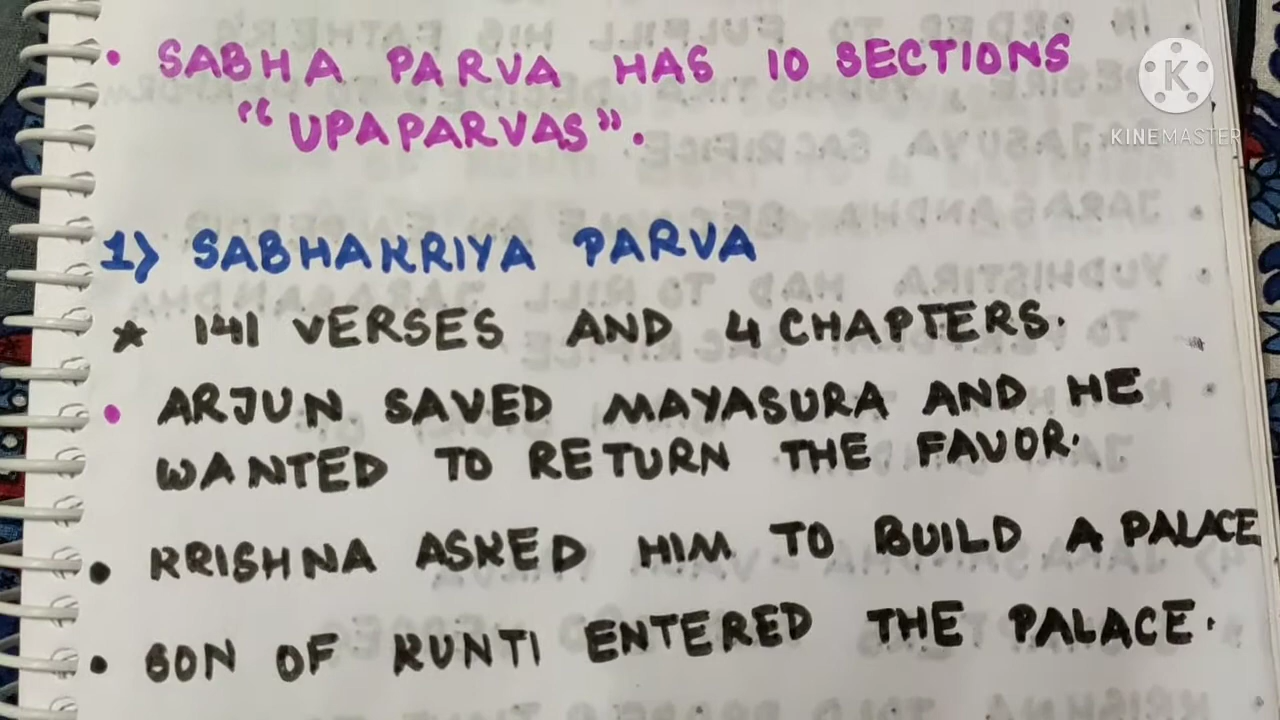 • SABHA PARVA HAS 10 SECTIONS
"UPAPARVAS".
1) SABHAKRIYA PARVA
★ 141 VERSES AND 4 CHAPTERS.
• ARJUN SAVED MAYASURA AND HE
WANTED TO RETURN THE FAVOR.
• KRISHNA ASKED HIM TO BUILD A PALACE
• SON OF KUNTI ENTERED THE PALACE.
K
KINEMASTER